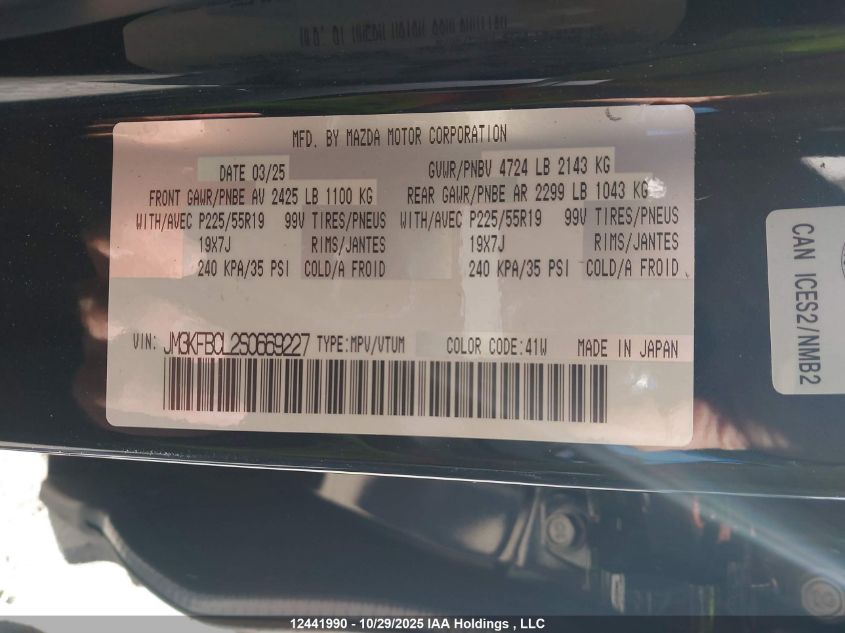 MFD. BY MAZDA MOTOR CORPORATION
DATE 03/25 GVWR/PNBV 4724 LB 2143 KG
FRONT GAWR/PNBE AV 2425 LB 1100 KG REAR GAWR/PNBE AR 2299 LB 1043 KG
WITH/AVEC P225/55R19 99V TIRES/PNEUS WITH/AVEC P225/55R19 99V TIRES/PNEUS
19X7J RIMS/JANTES 19X7J RIMS/JANTES
240 KPA/35 PSI COLD/A FROID 240 KPA/35 PSI COLD/A FROID
VIN: JM3KFBCL2S0669227 TYPE:MPV/VTUM COLOR CODE:41W MADE IN JAPAN
CAN ICES2/NMB2
12441990 - 10/29/2025 IAA Holdings , LLC